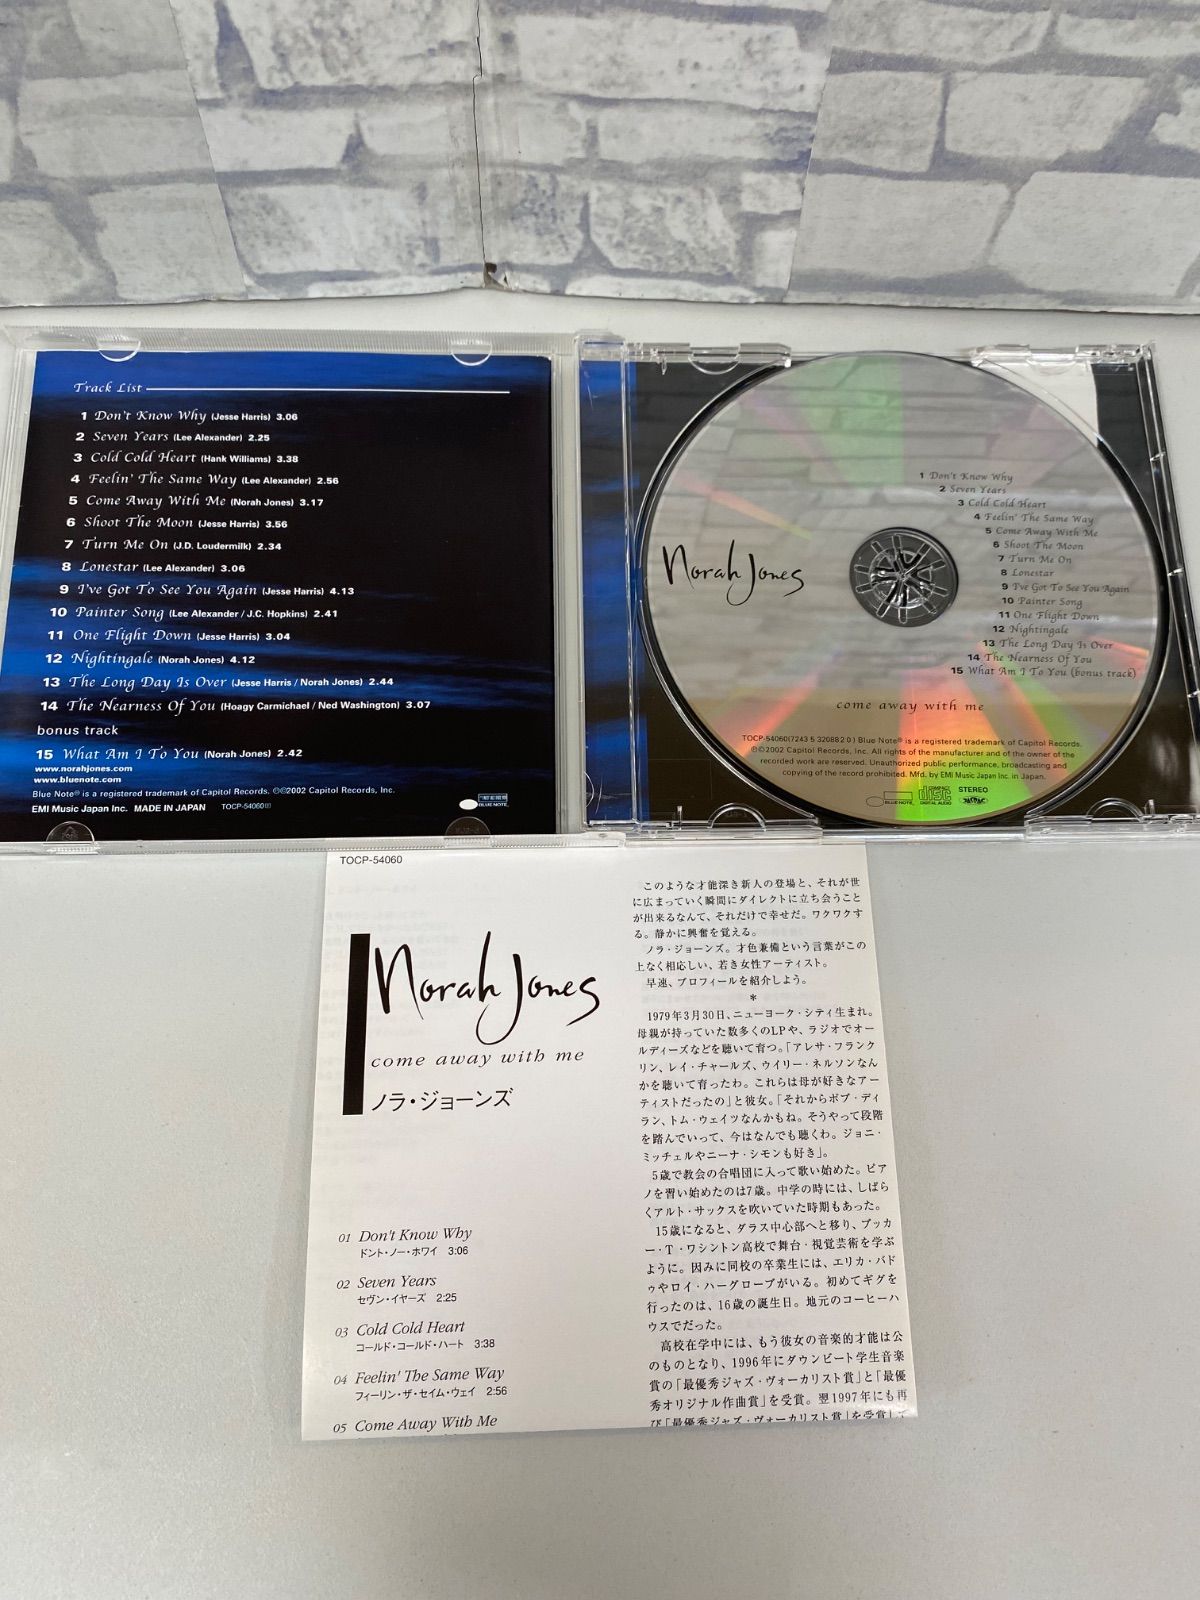 Track List
1 Don't Know Why (Jesse Harris) 3.06
2 Seven Years (Lee Alexander) 2.25
3 Cold Cold Heart (Hank Williams) 3.38
4 Feelin' The Same Way (Lee Alexander) 2.56
5 Come Away With Me (Norah Jones) 3.17
6 Shoot The Moon (Jesse Harris) 3.56
7 Turn Me On (J.D. Loudermilk) 2.34
8 Lonestar (Lee Alexander) 3.06
9 I've Got To See You Again (Jesse Harris) 4.13
10 Painter Song (Lee Alexander / J.C. Hopkins) 2.41
11 One Flight Down (Jesse Harris) 3.04
12 Nightingale (Norah Jones) 4.12
13 The Long Day Is Over (Jesse Harris / Norah Jones) 2.44
14 The Nearness Of You (Hoagy Carmichael / Ned Washington) 3.07
bonus track
15 What Am I To You (Norah Jones) 2.42
www.norahjones.com
www.bluenote.com
Blue Note® is a registered trademark of Capitol Records. ℗©2002 Capitol Records, Inc.
EMI Music Japan Inc. MADE IN JAPAN TOCP-54060
BLUE NOTE
Norah Jones
1 Don't Know Why
2 Seven Years
3 Cold Cold Heart
4 Feelin' The Same Way
5 Come Away With Me
6 Shoot The Moon
7 Turn Me On
8 Lonestar
9 I've Got To See You Again
10 Painter Song
11 One Flight Down
12 Nightingale
13 The Long Day Is Over
14 The Nearness Of You
15 What Am I To You (bonus track)
come away with me
TOCP-54060(7243 5 32088 2 0) Blue Note® is a registered trademark of Capitol Records.
℗©2002 Capitol Records, Inc. All rights of the manufacturer and of the owner of the
recorded work are reserved. Unauthorized public performance, broadcasting and
copying of the record prohibited. Mfd. by EMI Music Japan Inc. in Japan.
BLUE NOTE COMPACT disc DIGITAL AUDIO STEREO
TOCP-54060
Norah Jones
come away with me
ノラ・ジョーンズ
01 Don't Know Why
ドント・ノー・ホワイ 3:06
02 Seven Years
セヴン・イヤーズ 2:25
03 Cold Cold Heart
コールド・コールド・ハート 3:38
04 Feelin' The Same Way
フィーリン・ザ・セイム・ウェイ 2:56
05 Come Away With Me
このような才能深き新人の登場と、それが世
に広まっていく瞬間にダイレクトに立ち会うこと
が出来るなんて、それだけで幸せだ。ワクワクす
る。静かに興奮を覚える。
ノラ・ジョーンズ。才色兼備という言葉がこの
上なく相応しい、若き女性アーティスト。
早速、プロフィールを紹介しよう。
*
1979年3月30日、ニューヨーク・シティ生まれ。
母親が持っていた数多くのLPや、ラジオでオー
ルディーズなどを聴いて育つ。「アレサ・フランク
リン、レイ・チャールズ、ウイリー・ネルソンなん
かを聴いて育ったわ。これらは母が好きなアー
ティストだったの」と彼女。「それからボブ・ディ
ラン、トム・ウェイツなんかもね。そうやって段階
を踏んでいって、今はなんでも聴くわ。ジョニ・
ミッチェルやニーナ・シモンも好き」。
5歳で教会の合唱団に入って歌い始めた。ピア
ノを習い始めたのは7歳。中学の時には、しばら
くアルト・サックスを吹いていた時期もあった。
15歳になると、ダラス中心部へと移り、ブッカ
ー・T・ワシントン高校で舞台・視覚芸術を学ぶ
ように。因みに同校の卒業生には、エリカ・バド
ゥやロイ・ハーグローブがいる。初めてギグを
行ったのは、16歳の誕生日。地元のコーヒーハ
ウスでだった。
高校在学中には、もう彼女の音楽的才能は公
のものとなり、1996年にダウンビート学生音楽
賞の「最優秀ジャズ・ヴォーカリスト賞」と「最優
秀オリジナル作曲賞」を受賞。翌1997年にも再
び「最優秀ジャズ・ヴォーカリスト賞」を受賞